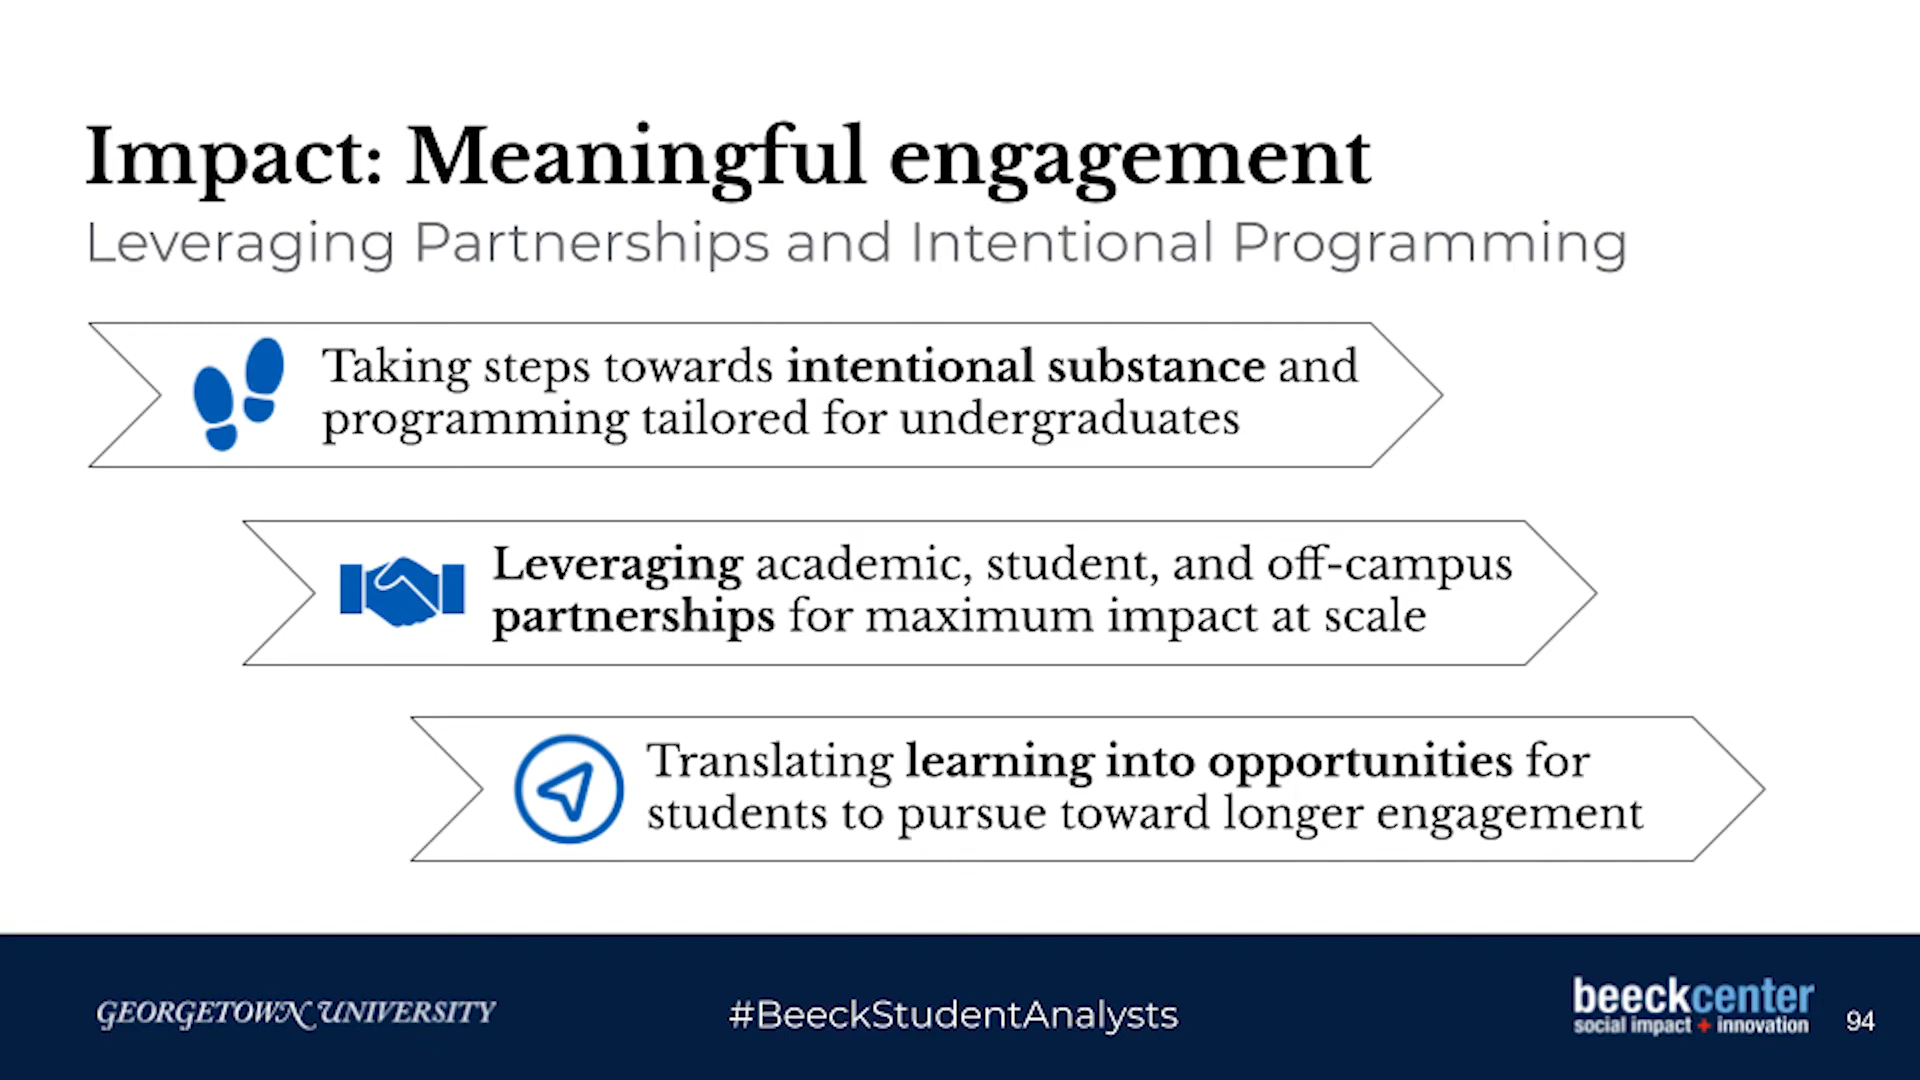 Impact: Meaningful engagement
Leveraging Partnerships and Intentional Programming
Taking steps towards intentional substance and
programming tailored for undergraduates
Leveraging academic, student, and off-campus
partnerships for maximum impact at scale
Translating learning into opportunities for
students to pursue toward longer engagement
GEORGETOWN UNIVERSITY
#BeeckStudentAnalysts
beeckcenter
social impact + innovation
94